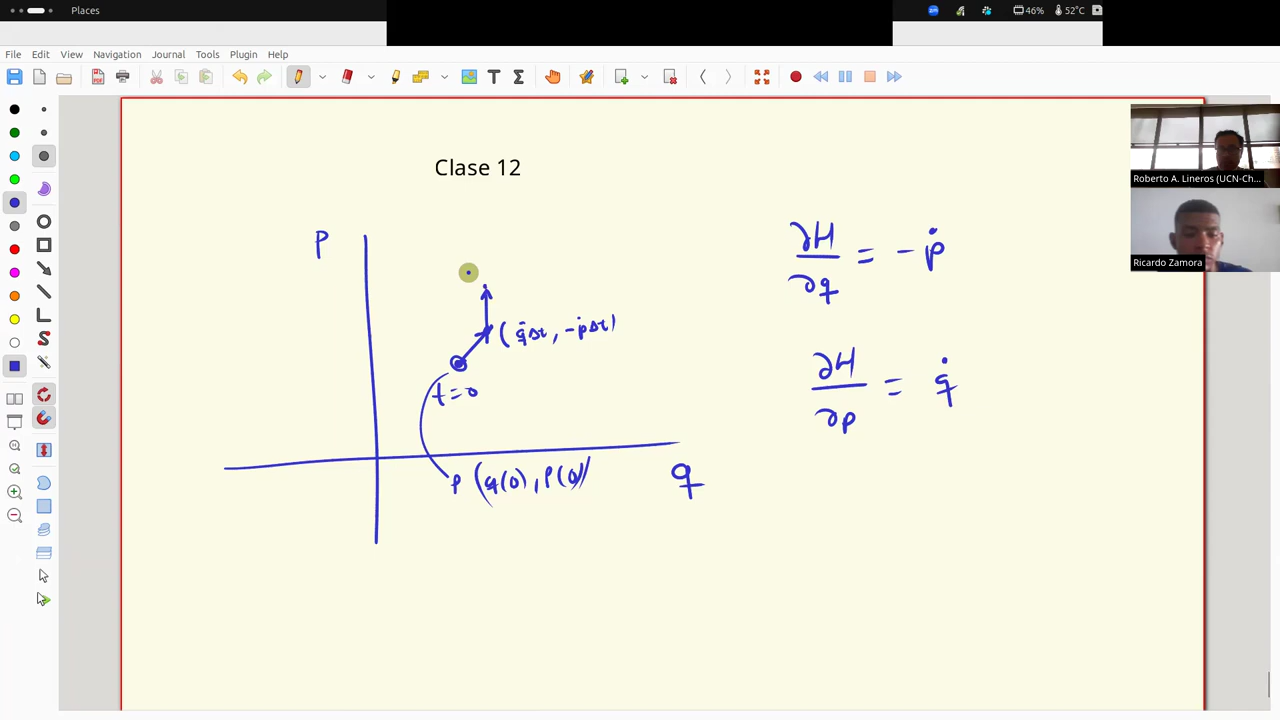 Places
46%
52°C
File Edit View Navigation Journal Tools Plugin Help
Clase 12
P
∂H/∂q = -ṗ
(q̇Δt, -ṗΔt)
t=0
∂H/∂p = q̇
P (q(0), P(0))
q
Roberto A. Lineros (UCN-Ch...
Ricardo Zamora